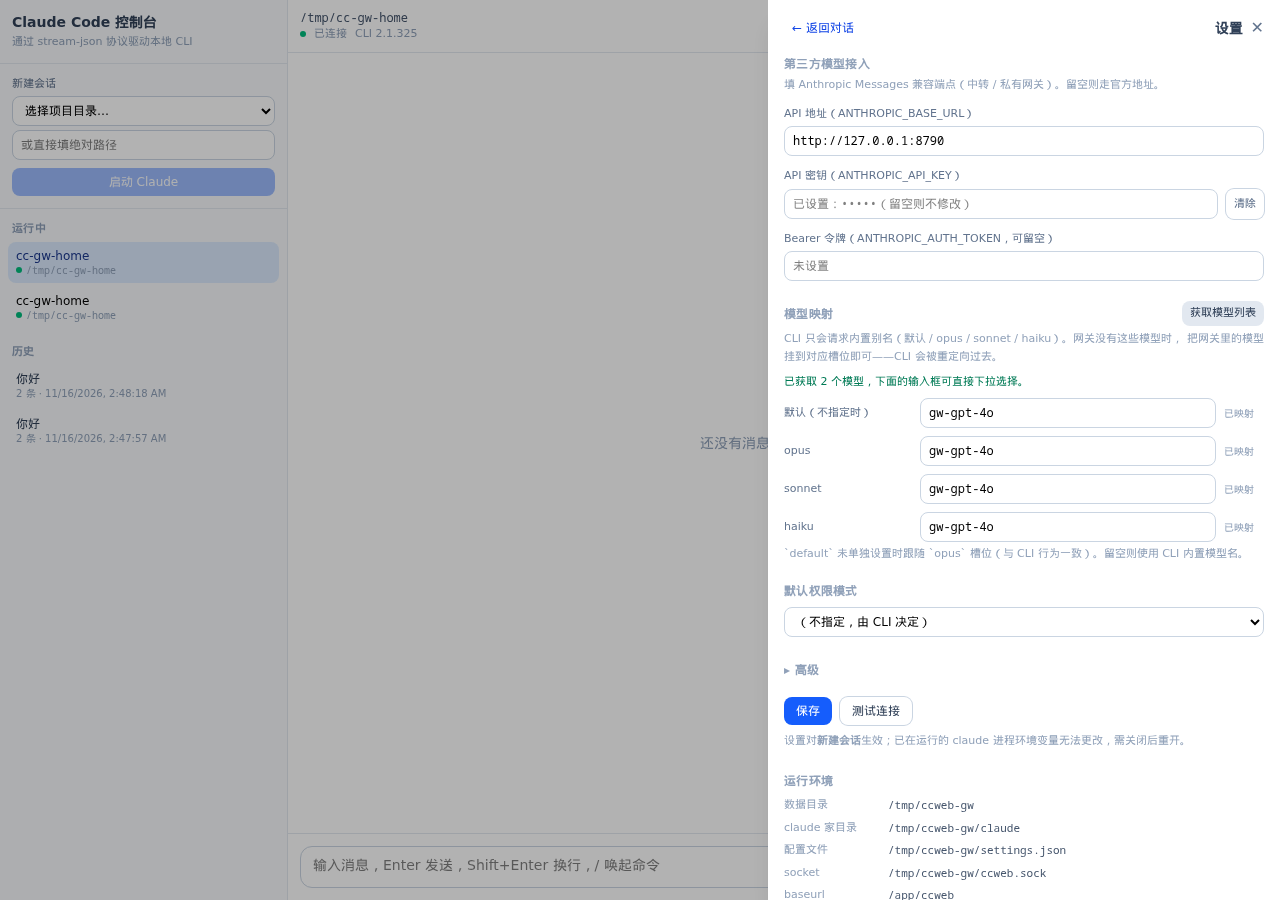 Claude Code 控制台
通过 stream-json 协议驱动本地 CLI
新建会话
选择项目目录...
或直接填绝对路径
启动 Claude
运行中
cc-gw-home
/tmp/cc-gw-home
cc-gw-home
/tmp/cc-gw-home
历史
你好
2 条 · 11/16/2026, 2:48:18 AM
你好
2 条 · 11/16/2026, 2:47:57 AM
/tmp/cc-gw-home
已连接 CLI 2.1.325
还没有消息
输入消息，Enter 发送，Shift+Enter 换行，/ 唤起命令
← 返回对话
设置 ✕
第三方模型接入
填 Anthropic Messages 兼容端点（中转 / 私有网关）。留空则走官方地址。
API 地址（ANTHROPIC_BASE_URL）
http://127.0.0.1:8790
API 密钥（ANTHROPIC_API_KEY）
已设置：•••••（留空则不修改）
清除
Bearer 令牌（ANTHROPIC_AUTH_TOKEN，可留空）
未设置
模型映射
获取模型列表
CLI 只会请求内置别名（默认 / opus / sonnet / haiku）。网关没有这些模型时， 把网关里的模型
挂到对应槽位即可——CLI 会被重定向过去。
已获取 2 个模型，下面的输入框可直接下拉选择。
默认（不指定时） gw-gpt-4o 已映射
opus gw-gpt-4o 已映射
sonnet gw-gpt-4o 已映射
haiku gw-gpt-4o 已映射
`default` 未单独设置时跟随 `opus` 槽位（与 CLI 行为一致）。留空则使用 CLI 内置模型名。
默认权限模式
（不指定，由 CLI 决定）
▸ 高级
保存
测试连接
设置对新建会话生效；已在运行的 claude 进程环境变量无法更改，需关闭后重开。
运行环境
数据目录 /tmp/ccweb-gw
claude 家目录 /tmp/ccweb-gw/claude
配置文件 /tmp/ccweb-gw/settings.json
socket /tmp/ccweb-gw/ccweb.sock
baseurl /app/ccweb